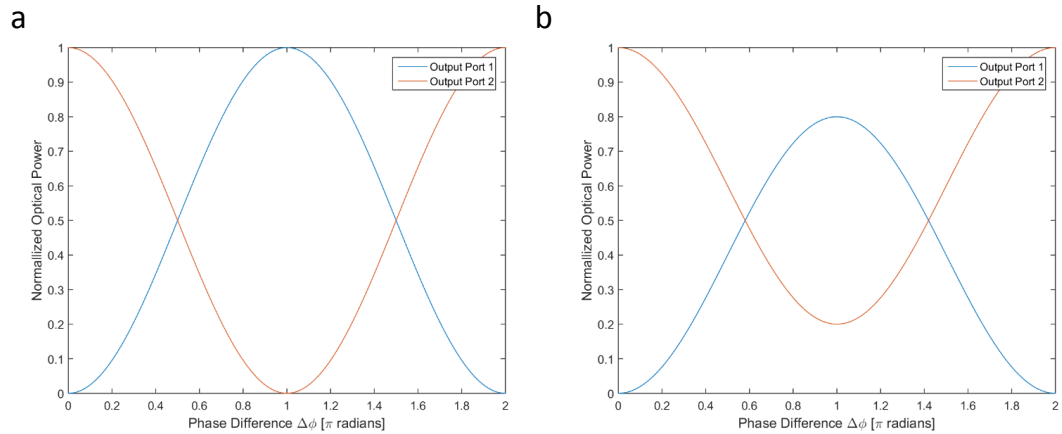 a
1
0.9
0.8
0.7
0.6
0.5
0.4
0.3
0.2
0.1
0
Normallized Optical Power
Output Port 1
Output Port 2
0 0.2 0.4 0.6 0.8 1 1.2 1.4 1.6 1.8 2
Phase Difference Δϕ [π radians]
b
1
0.9
0.8
0.7
0.6
0.5
0.4
0.3
0.2
0.1
0
Normallized Optical Power
Output Port 1
Output Port 2
0 0.2 0.4 0.6 0.8 1 1.2 1.4 1.6 1.8 2
Phase Difference Δϕ [π radians]